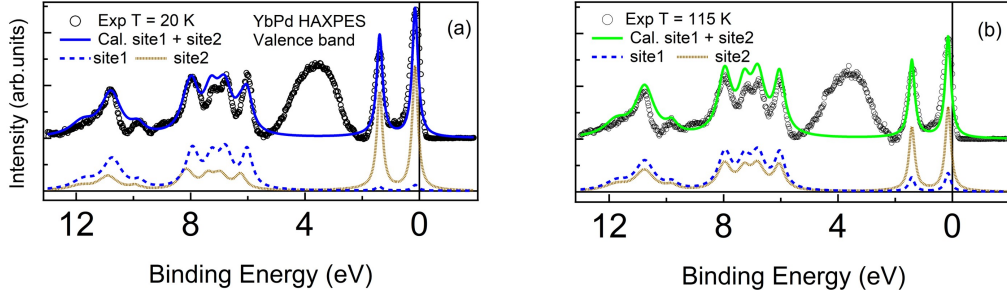 Exp T = 20 K YbPd HAXPES (a)
Cal. site1 + site2 Valence band
site1 site2
Intensity (arb.units)
12 8 4 0
Binding Energy (eV)
Exp T = 115 K (b)
Cal. site1 + site2
site1 site2
12 8 4 0
Binding Energy (eV)